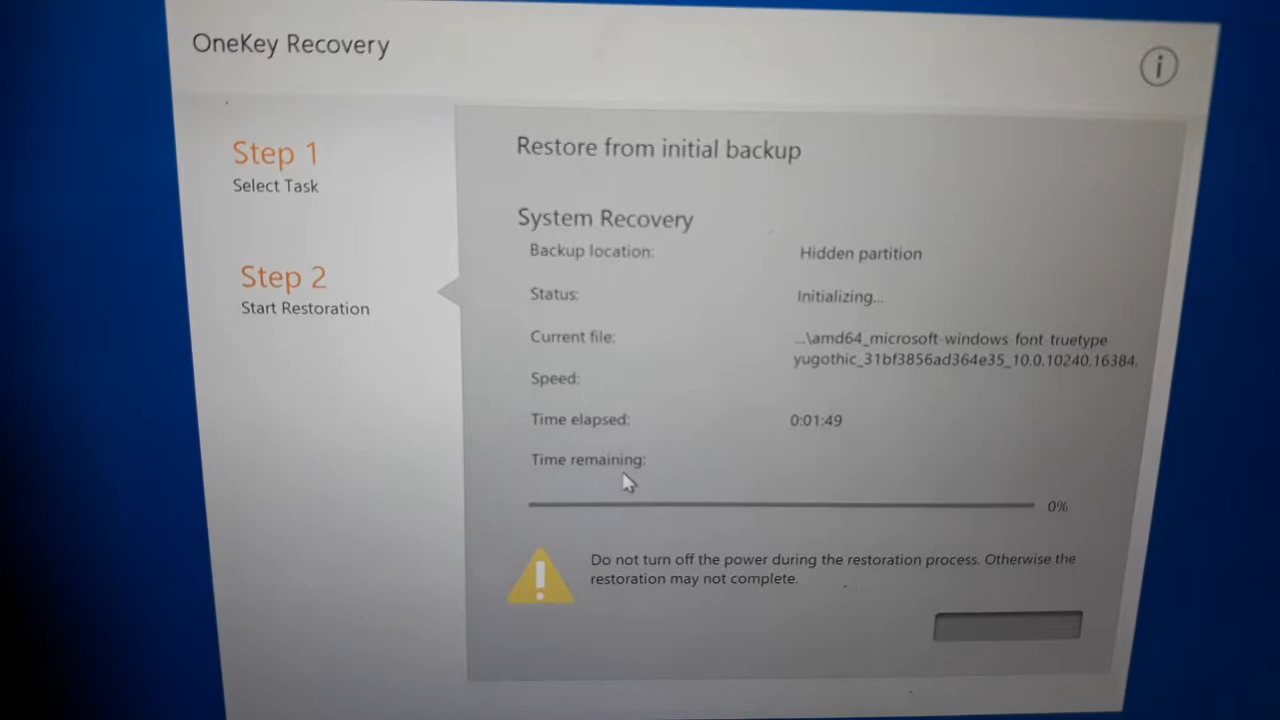 OneKey Recovery
Step 1
Select Task
Step 2
Start Restoration
Restore from initial backup
System Recovery
Backup location: Hidden partition
Status: Initializing...
Current file: ...\amd64_microsoft-windows-font-truetype
yugothic_31bf3856ad364e35_10.0.10240.16384.
Speed:
Time elapsed: 0:01:49
Time remaining:
0%
Do not turn off the power during the restoration process. Otherwise the
restoration may not complete.